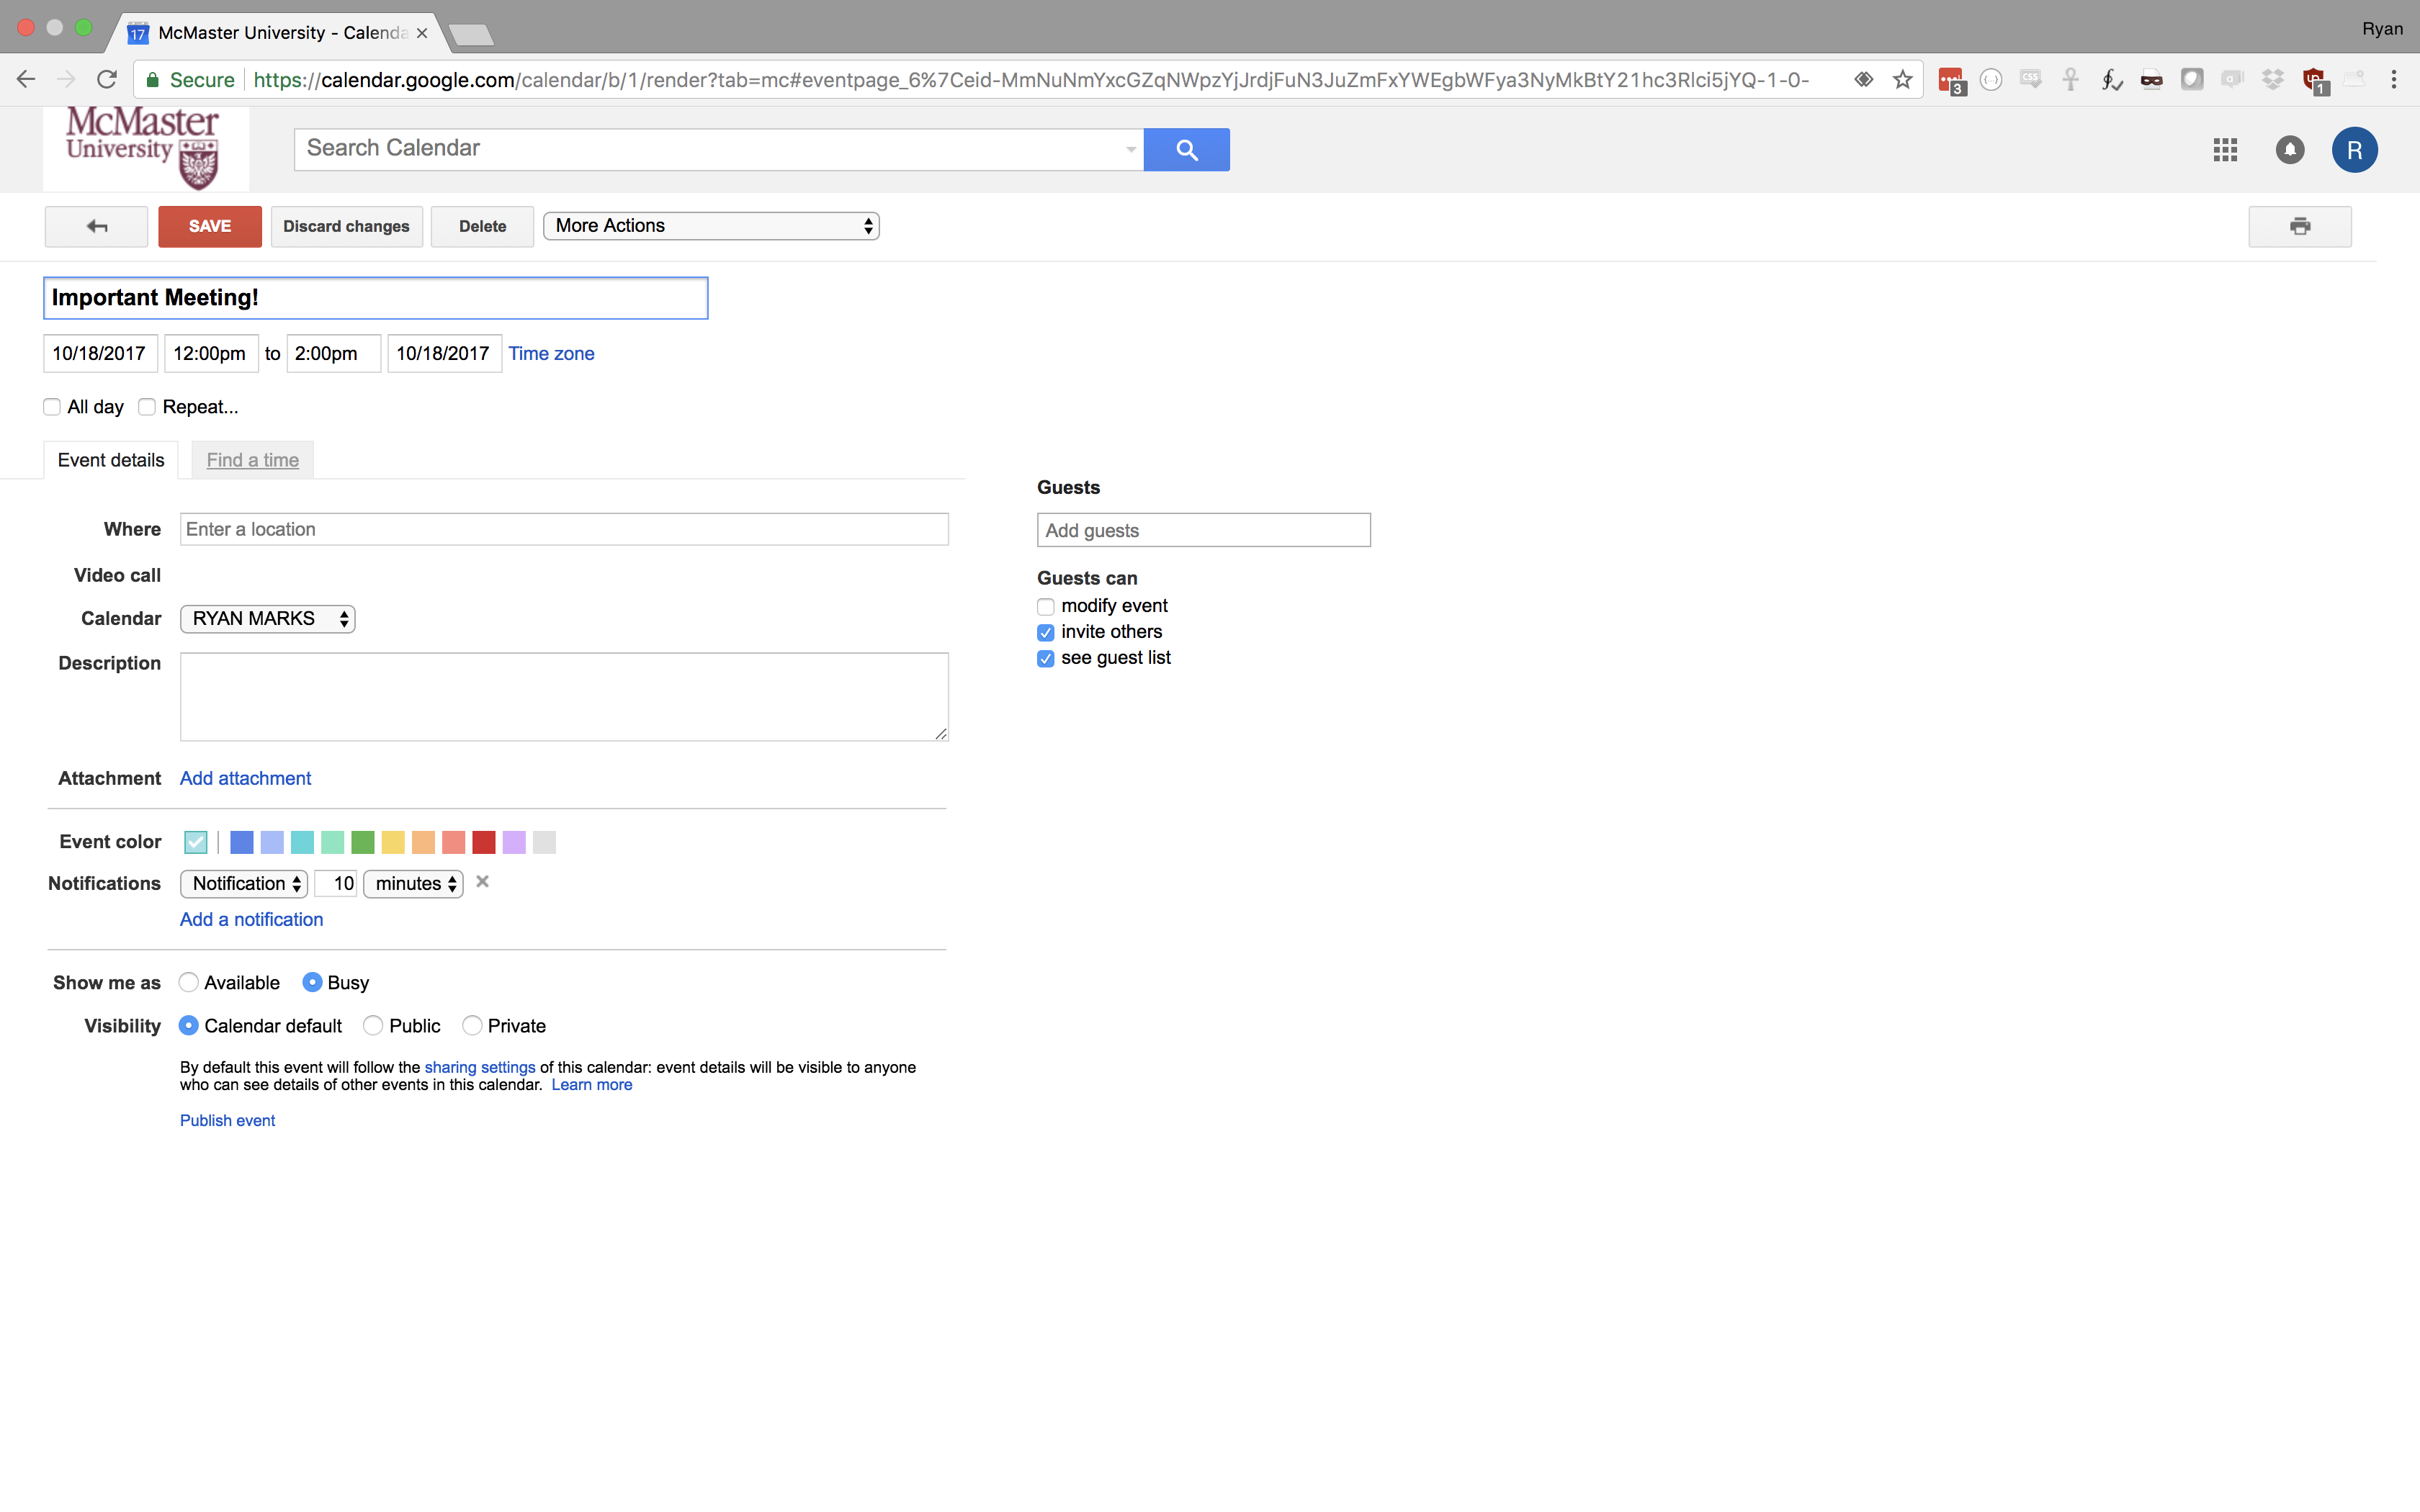 McMaster University - Calenda
Ryan
Secure https://calendar.google.com/calendar/b/1/render?tab=mc#eventpage_6%7Ceid-MmNuNmYxcGZqNWpzYjJrdjFuN3JuZmFxYWEgbWFya3NyMkBtY21hc3Rlci5jYQ-1-0-
3
1
McMaster
University
Search Calendar
R
SAVE Discard changes Delete More Actions
Important Meeting!
10/18/2017 12:00pm to 2:00pm 10/18/2017 Time zone
All day Repeat...
Event details Find a time
Guests
Where Enter a location
Add guests
Video call
Guests can
modify event
Calendar RYAN MARKS
invite others
Description
see guest list
Attachment Add attachment
Event color
Notifications Notification 10 minutes
Add a notification
Show me as Available Busy
Visibility Calendar default Public Private
By default this event will follow the sharing settings of this calendar: event details will be visible to anyone
who can see details of other events in this calendar. Learn more
Publish event